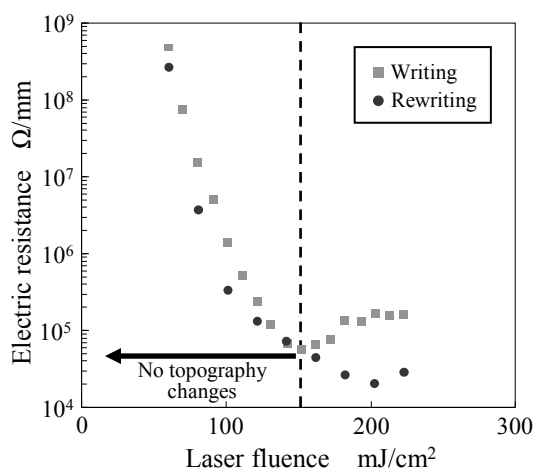 10⁹
10⁸
10⁷
10⁶
10⁵
10⁴
Electric resistance Ω/mm
Writing
Rewriting
No topography
changes
0
100
200
300
Laser fluence mJ/cm²